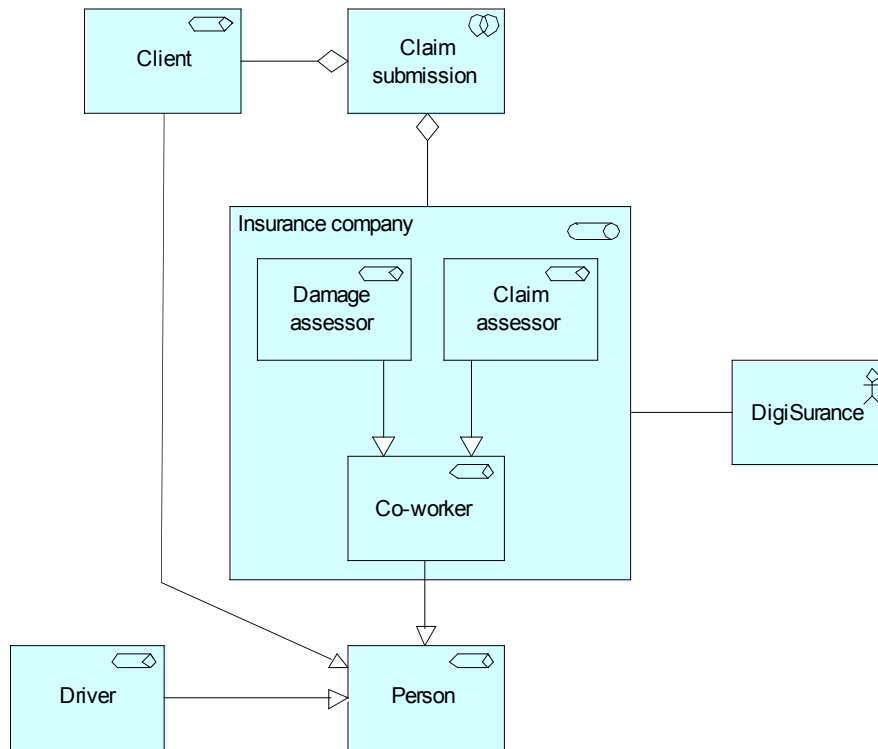 Client
Claim
submission
Insurance company
Damage
assessor
Claim
assessor
DigiSurance
Co-worker
Driver
Person